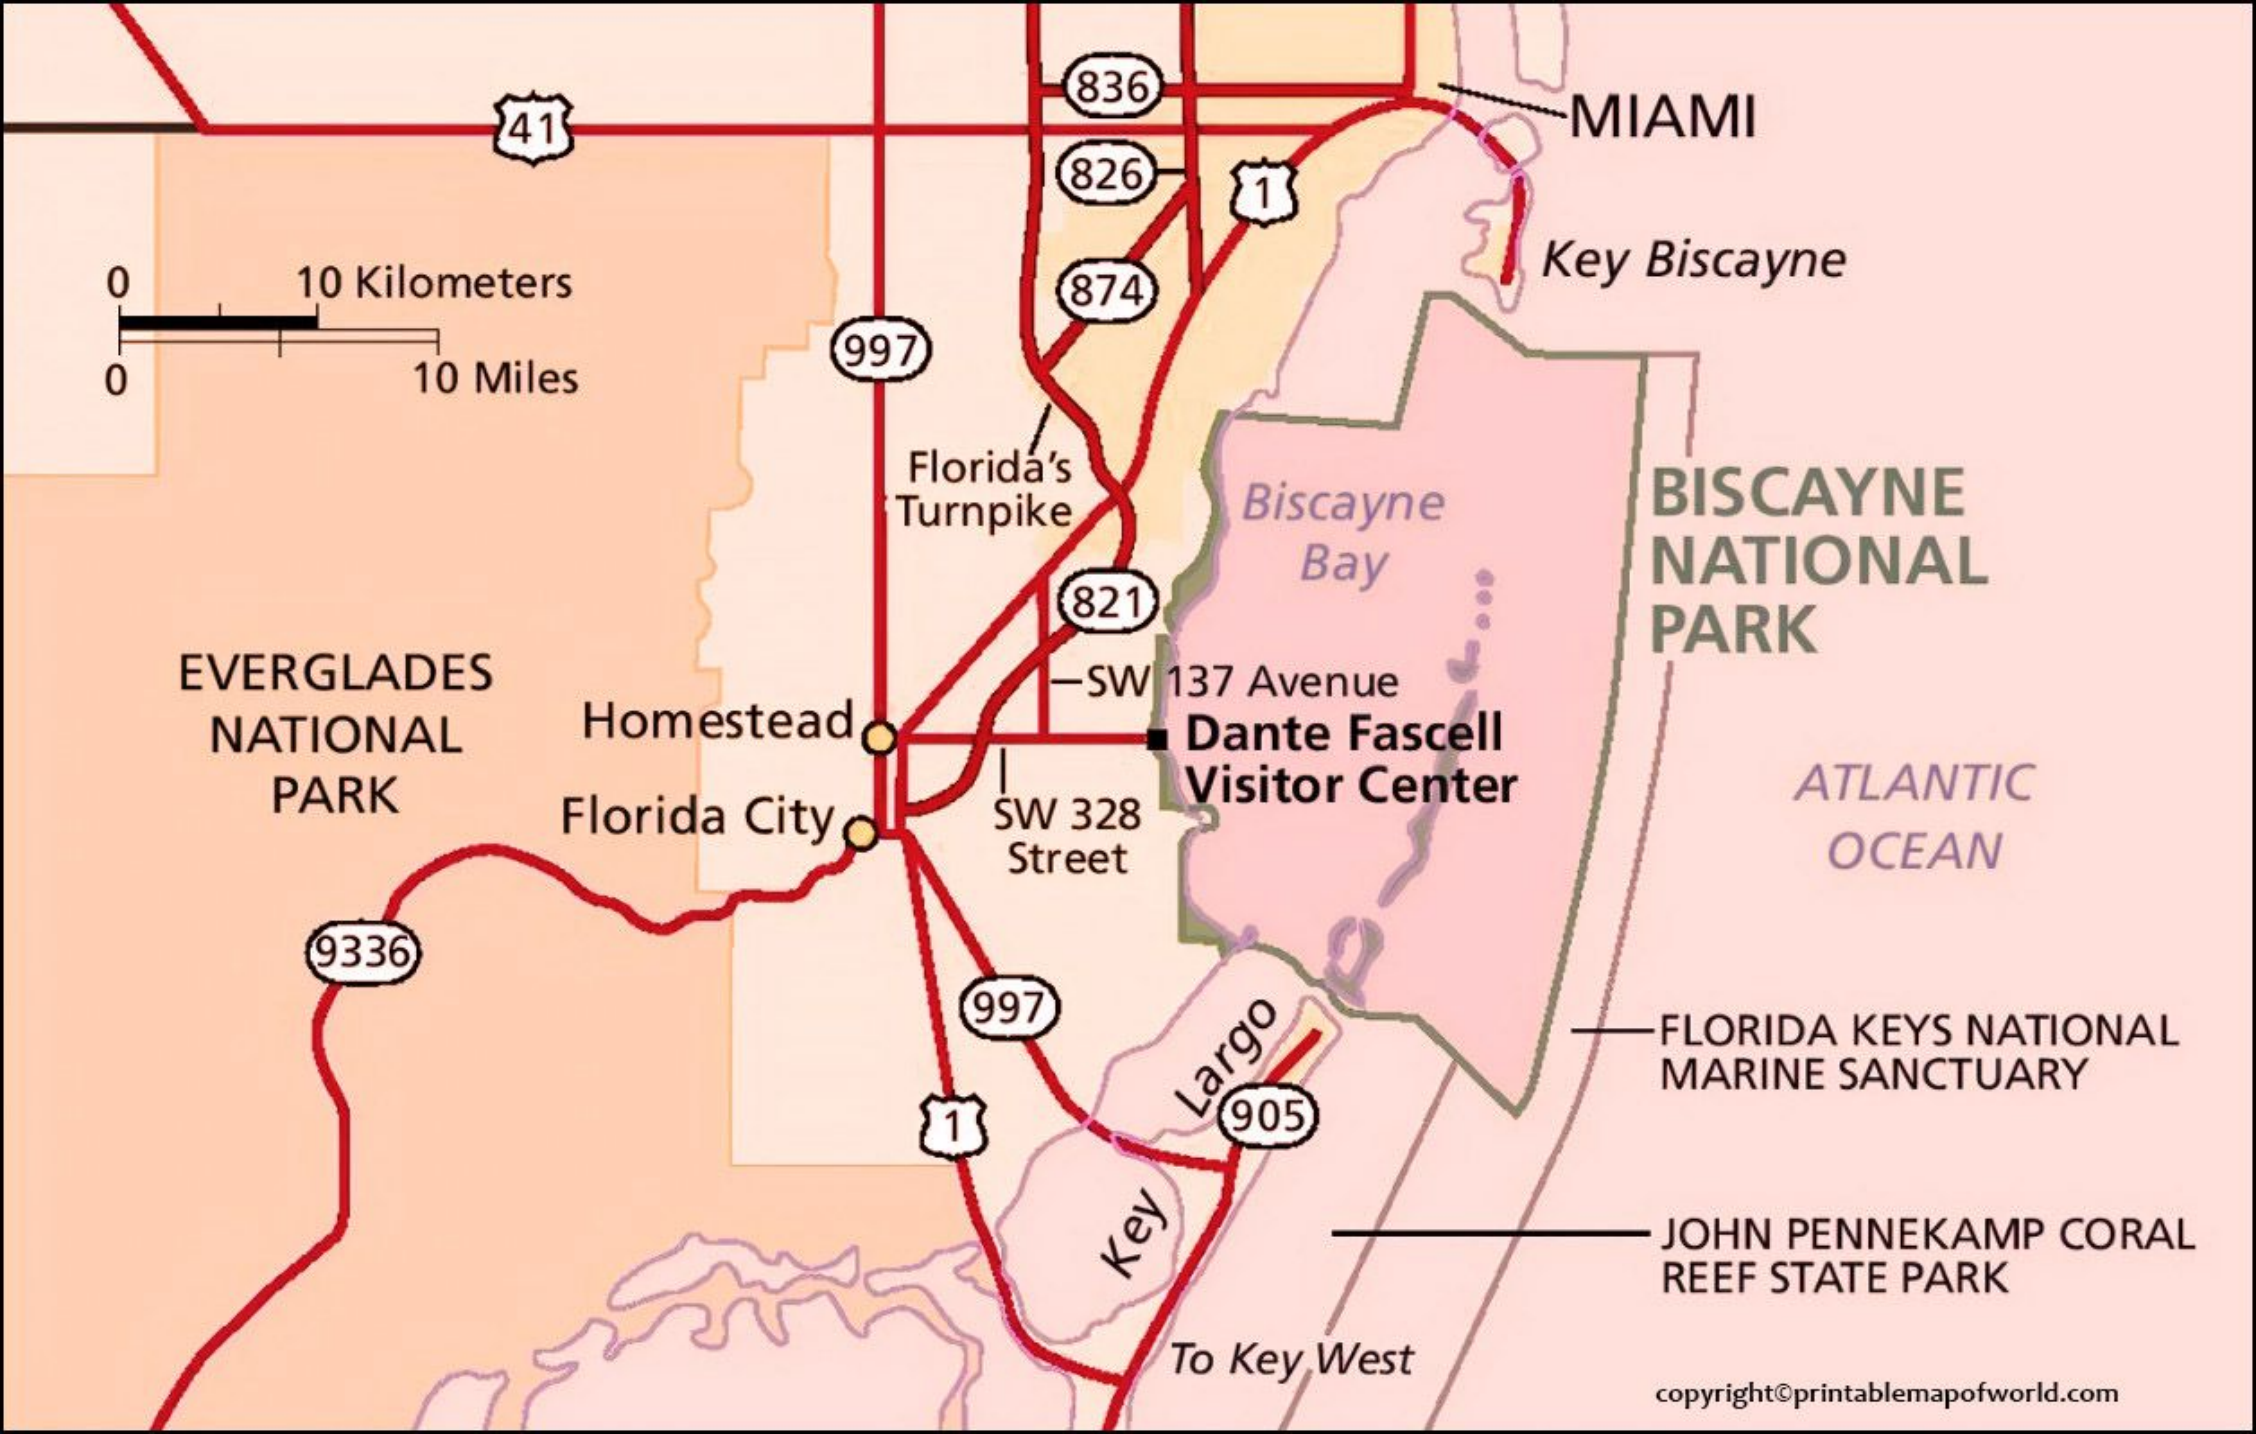 836
MIAMI
41
826
1
Key Biscayne
874
0
10 Kilometers
0
10 Miles
997
Florida's
Turnpike
Biscayne
Bay
BISCAYNE
NATIONAL
PARK
821
SW 137 Avenue
EVERGLADES
NATIONAL
PARK
Homestead
Dante Fascell
Visitor Center
Florida City
SW 328
Street
ATLANTIC
OCEAN
9336
997
Key Largo
905
1
FLORIDA KEYS NATIONAL
MARINE SANCTUARY
JOHN PENNEKAMP CORAL
REEF STATE PARK
To Key West
copyright©printablemapofworld.com